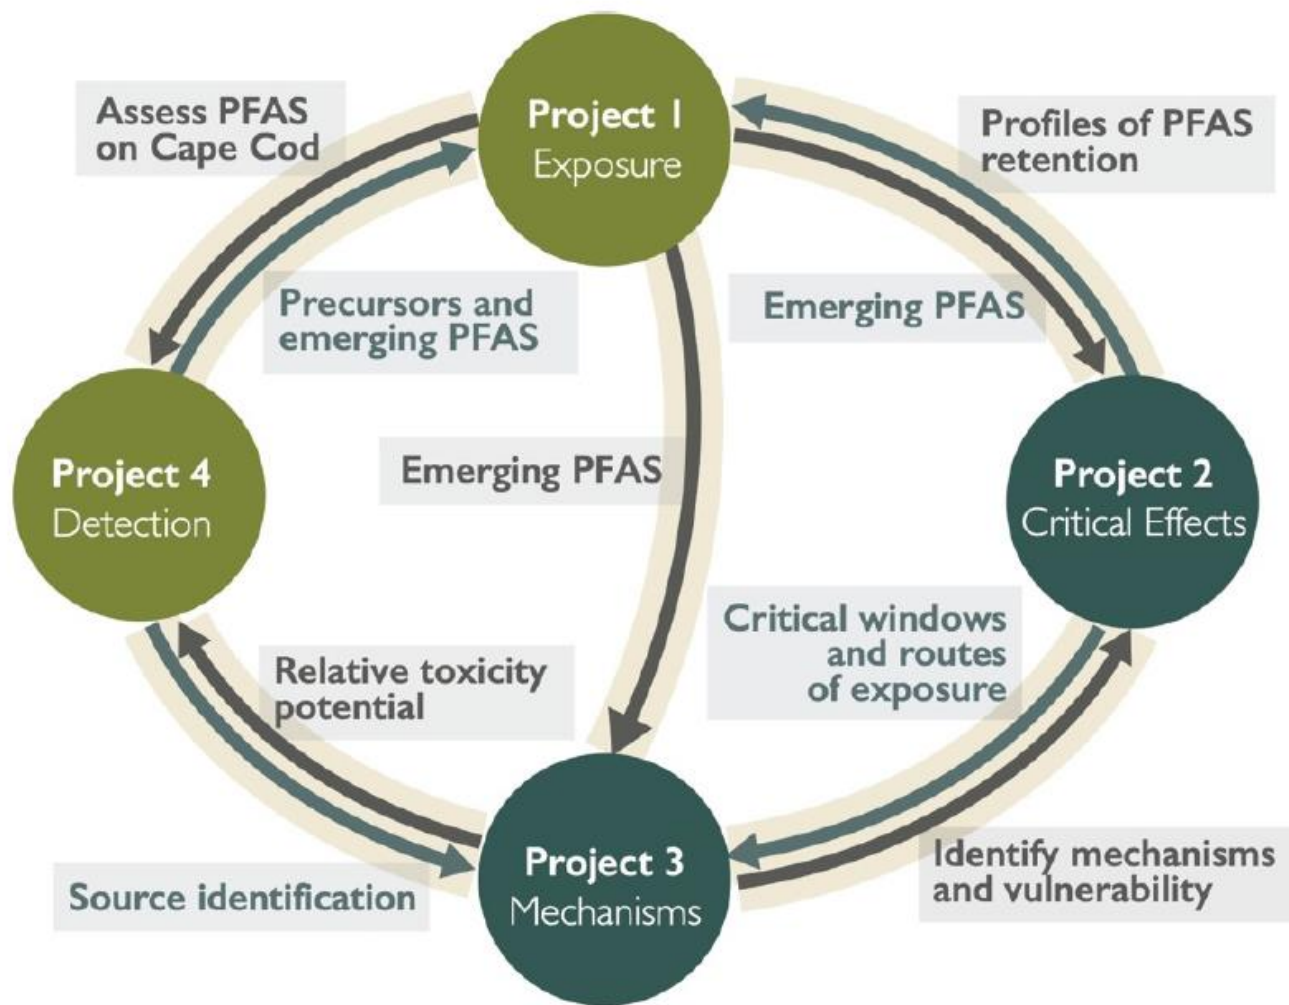 Project 1
Exposure
Assess PFAS
on Cape Cod
Profiles of PFAS
retention
Precursors and
emerging PFAS
Emerging PFAS
Emerging PFAS
Project 4
Detection
Project 2
Critical Effects
Critical windows
and routes
of exposure
Relative toxicity
potential
Project 3
Mechanisms
Identify mechanisms
and vulnerability
Source identification